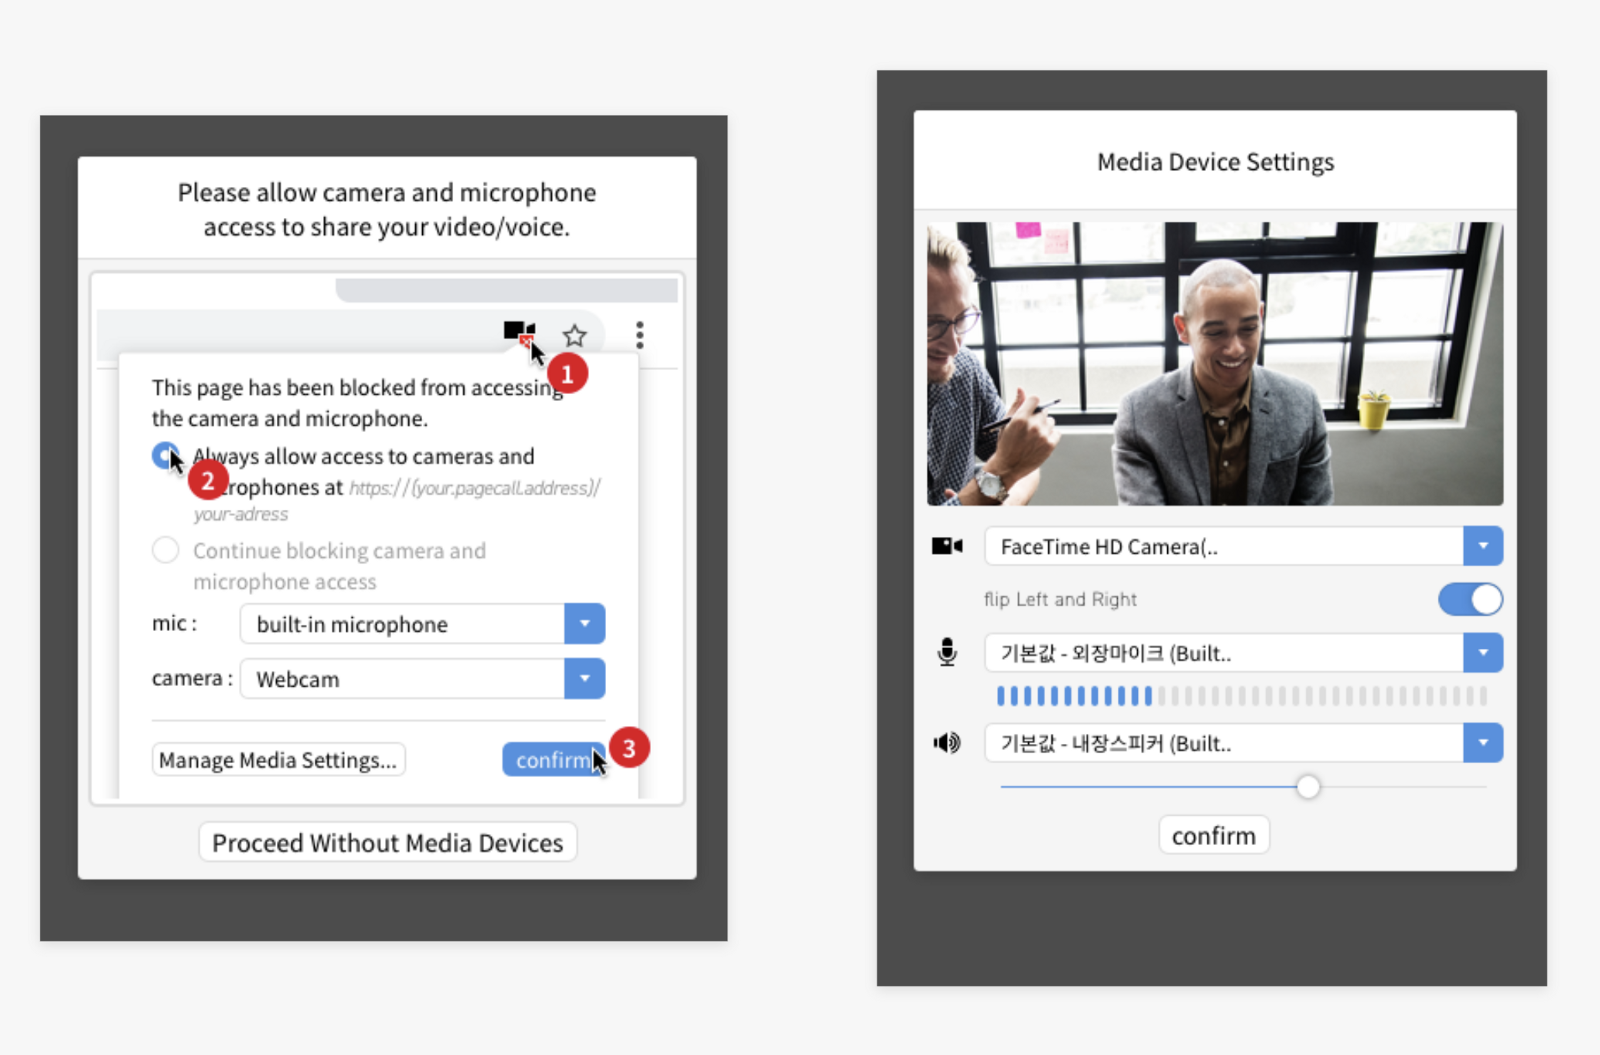 Please allow camera and microphone
access to share your video/voice.
1
This page has been blocked from accessing
the camera and microphone.
Always allow access to cameras and
2
crophones at https://(your.pagecall.address)/
your-adress
Continue blocking camera and
microphone access
mic :
built-in microphone
camera :
Webcam
Manage Media Settings...
confirm
3
Proceed Without Media Devices
Media Device Settings
FaceTime HD Camera(..
flip Left and Right
기본값 - 외장마이크 (Built..
기본값 - 내장스피커 (Built..
confirm